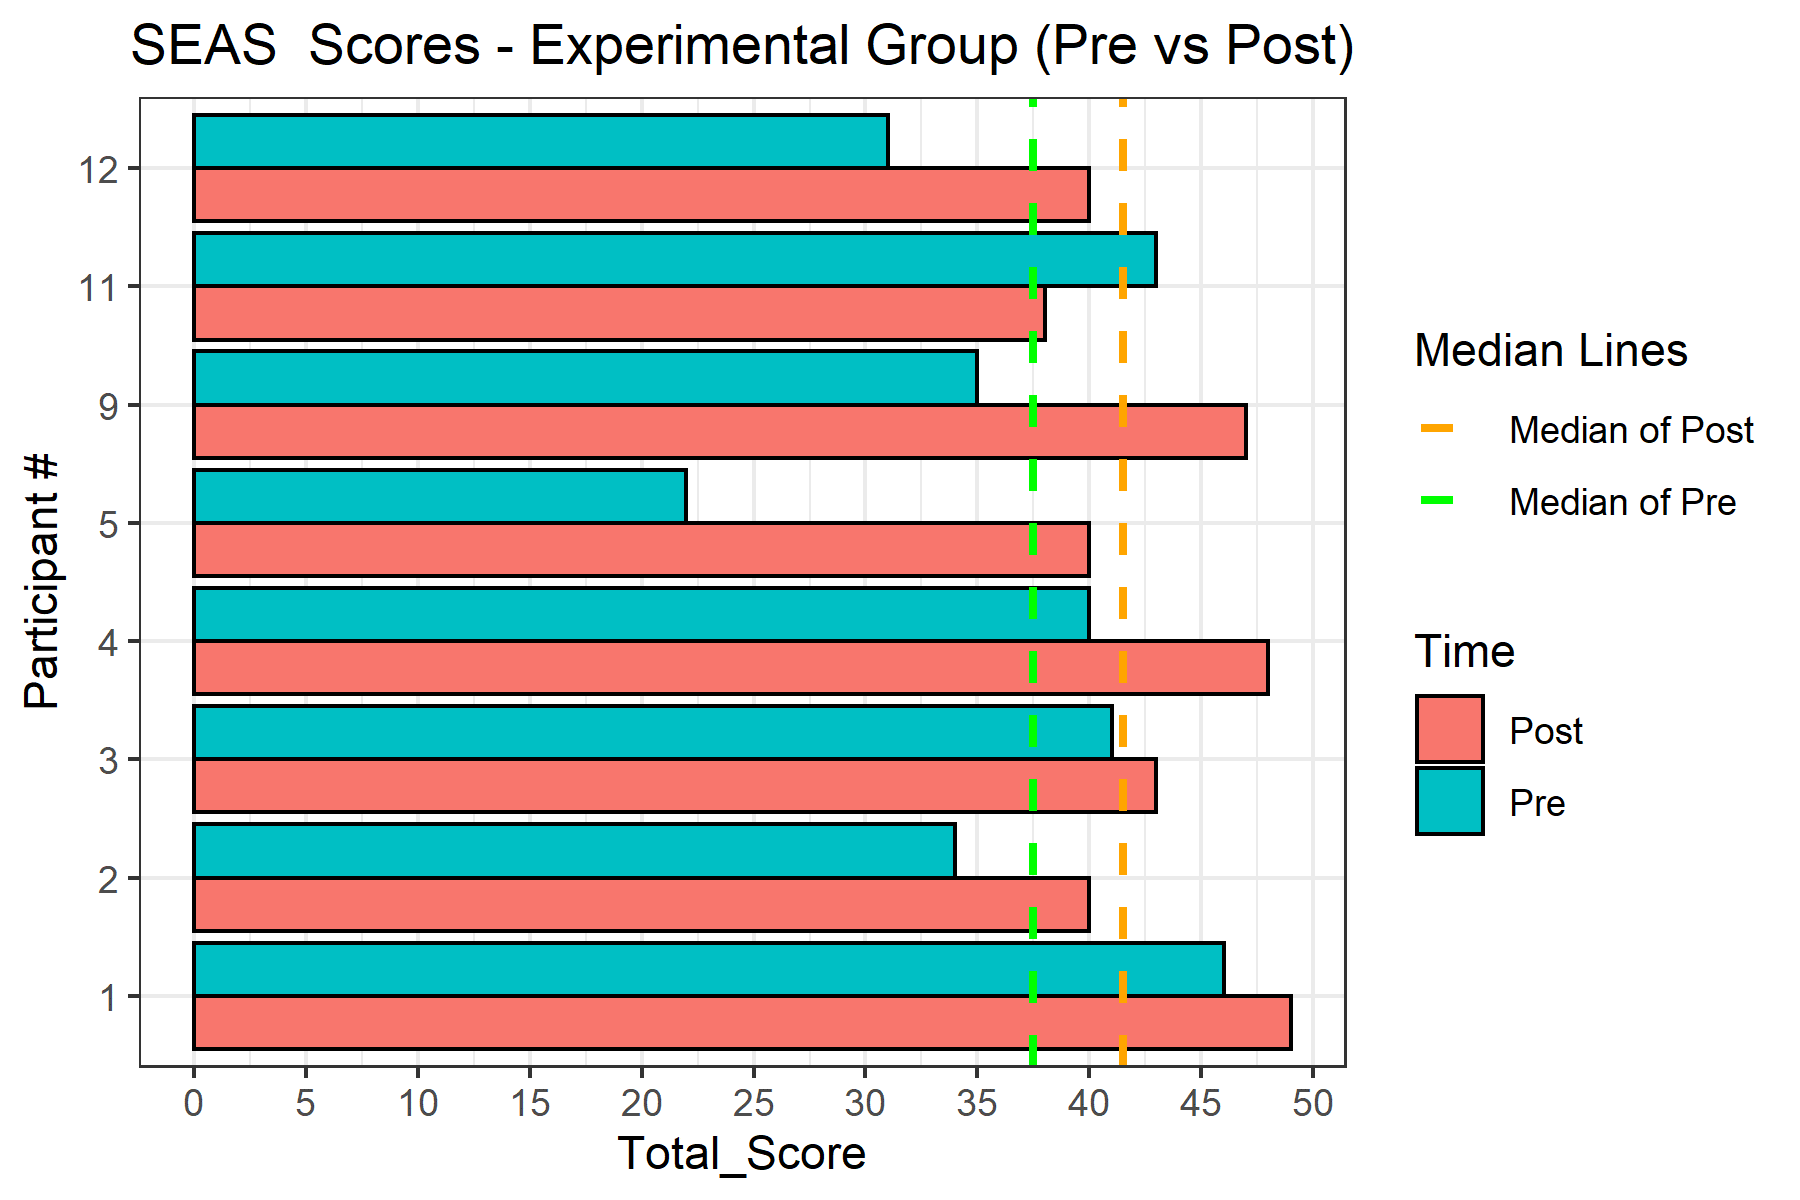 SEAS  Scores - Experimental Group (Pre vs Post)
Participant #
12
11
9
5
4
3
2
1
0 5 10 15 20 25 30 35 40 45 50
Total_Score
Median Lines
Median of Post
Median of Pre
Time
Post
Pre